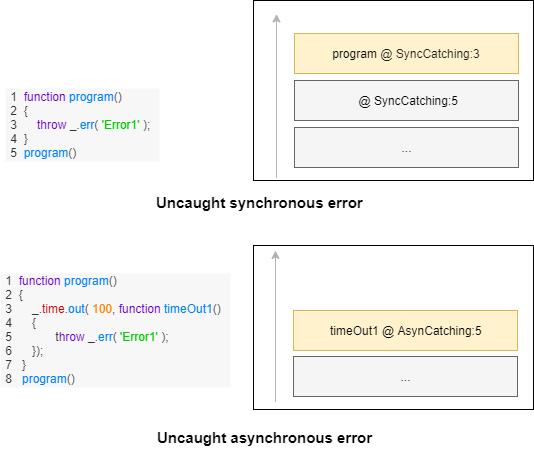 1 function program()
2 {
3 throw _.err( 'Error1' );
4 }
5 program()
program @ SyncCatching:3
@ SyncCatching:5
...
Uncaught synchronous error
1 function program()
2 {
3 _.time.out( 100, function timeOut1()
4 {
5 throw _.err( 'Error1' );
6 });
7 }
8 program()
timeOut1 @ AsynCatching:5
...
Uncaught asynchronous error